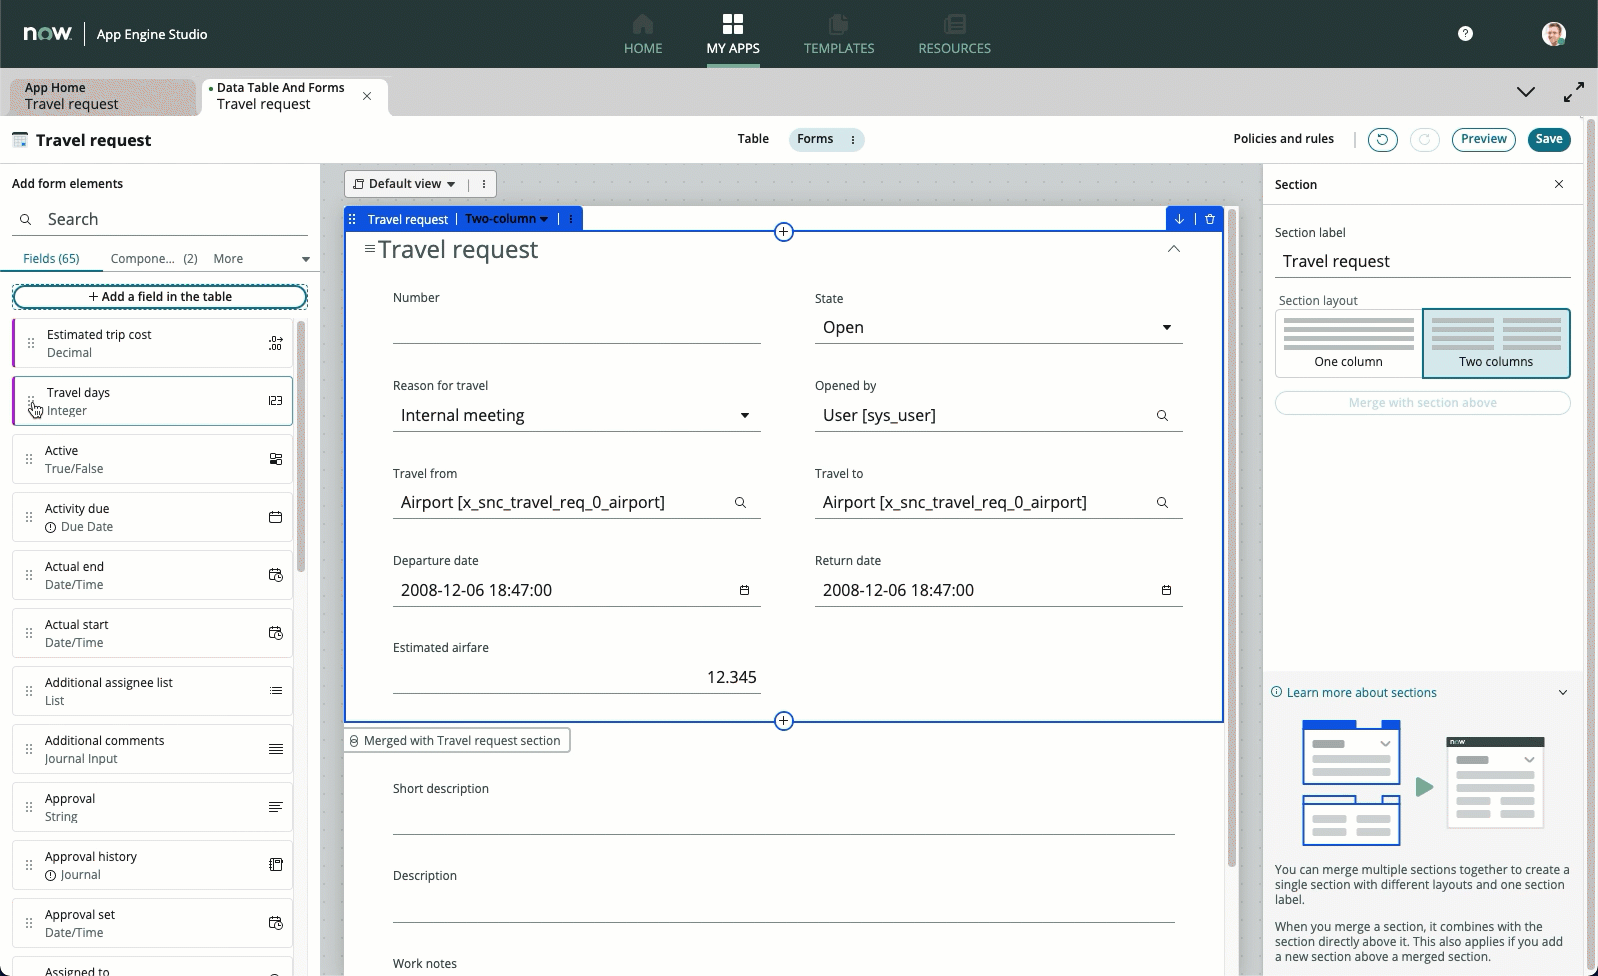 now. App Engine Studio
HOME
MY APPS
TEMPLATES
RESOURCES
?
App Home
Travel request
Data Table And Forms
Travel request
Travel request
Table
Forms
Policies and rules
Preview
Save
Add form elements
Search
Fields (65)
Compone... (2)
More
+ Add a field in the table
Estimated trip cost
Decimal
Travel days
Integer
Active
True/False
Activity due
Due Date
Actual end
Date/Time
Actual start
Date/Time
Additional assignee list
List
Additional comments
Journal Input
Approval
String
Approval history
Journal
Approval set
Date/Time
Assigned to
Default view
Travel request
Two-column
Travel request
Number
State
Open
Reason for travel
Internal meeting
Opened by
User [sys_user]
Travel from
Airport [x_snc_travel_req_0_airport]
Travel to
Airport [x_snc_travel_req_0_airport]
Departure date
2008-12-06 18:47:00
Return date
2008-12-06 18:47:00
Estimated airfare
12.345
Merged with Travel request section
Short description
Description
Work notes
Section
Section label
Travel request
Section layout
One column
Two columns
Merge with section above
Learn more about sections
now
You can merge multiple sections together to create a
single section with different layouts and one section
label.
When you merge a section, it combines with the
section directly above it. This also applies if you add
a new section above a merged section.